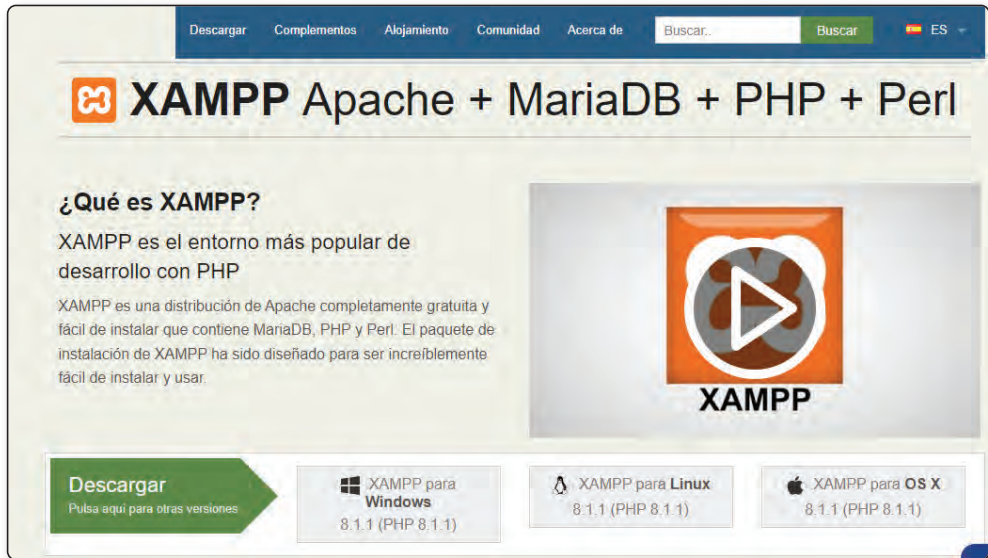 Descargar Complementos Alojamiento Comunidad Acerca de Buscar.. Buscar ES
XAMPP Apache + MariaDB + PHP + Perl
¿Qué es XAMPP?
XAMPP es el entorno más popular de
desarrollo con PHP
XAMPP es una distribución de Apache completamente gratuita y
fácil de instalar que contiene MariaDB, PHP y Perl. El paquete de
instalación de XAMPP ha sido diseñado para ser increíblemente
fácil de instalar y usar.
XAMPP
Descargar
Pulsa aquí para otras versiones
XAMPP para
Windows
8.1.1 (PHP 8.1.1)
XAMPP para Linux
8.1.1 (PHP 8.1.1)
XAMPP para OS X
8.1.1 (PHP 8.1.1)